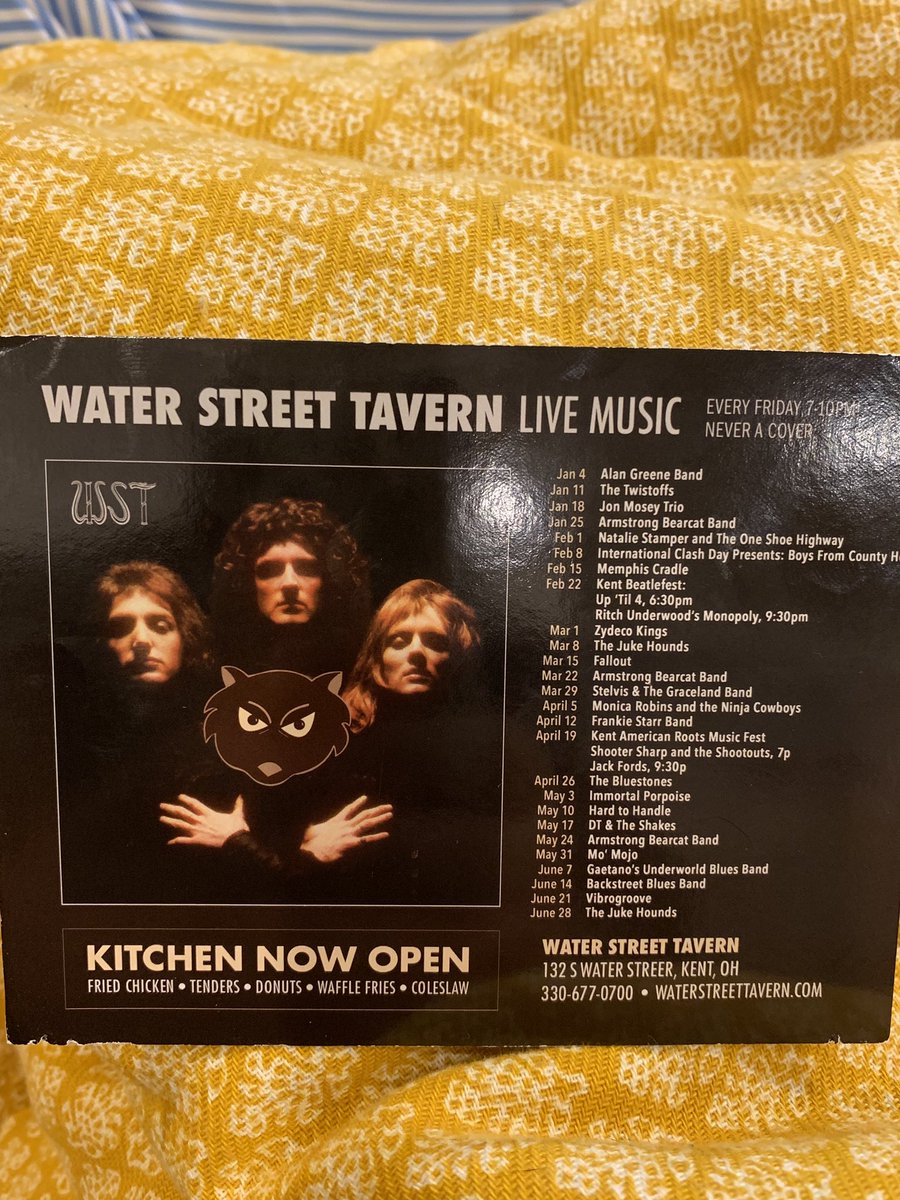 WATER STREET TAVERN LIVE MUSIC
EVERY FRIDAY, 7-10PM
NEVER A COVER
WST
Jan 4 Alan Greene Band
Jan 11 The Twistoffs
Jan 18 Jon Mosey Trio
Jan 25 Armstrong Bearcat Band
Feb 1 Natalie Stamper and The One Shoe Highway
Feb 8 International Clash Day Presents: Boys From County
Feb 15 Memphis Cradle
Feb 22 Kent Beatlefest:
Up ‘Til 4, 6:30pm
Ritch Underwood’s Monopoly, 9:30pm
Mar 1 Zydeco Kings
Mar 8 The Juke Hounds
Mar 15 Fallout
Mar 22 Armstrong Bearcat Band
Mar 29 Stelvis & The Graceland Band
April 5 Monica Robins and the Ninja Cowboys
April 12 Frankie Starr Band
April 19 Kent American Roots Music Fest
Shooter Sharp and the Shootouts, 7p
Jack Fords, 9:30p
April 26 The Bluestones
May 3 Immortal Porpoise
May 10 Hard to Handle
May 17 DT & The Shakes
May 24 Armstrong Bearcat Band
May 31 Mo’ Mojo
June 7 Gaetano’s Underworld Blues Band
June 14 Backstreet Blues Band
June 21 Vibrogroove
June 28 The Juke Hounds
KITCHEN NOW OPEN
FRIED CHICKEN • TENDERS • DONUTS • WAFFLE FRIES • COLESLAW
WATER STREET TAVERN
132 S WATER STREER, KENT, OH
330-677-0700 • WATERSTREETTAVERN.COM